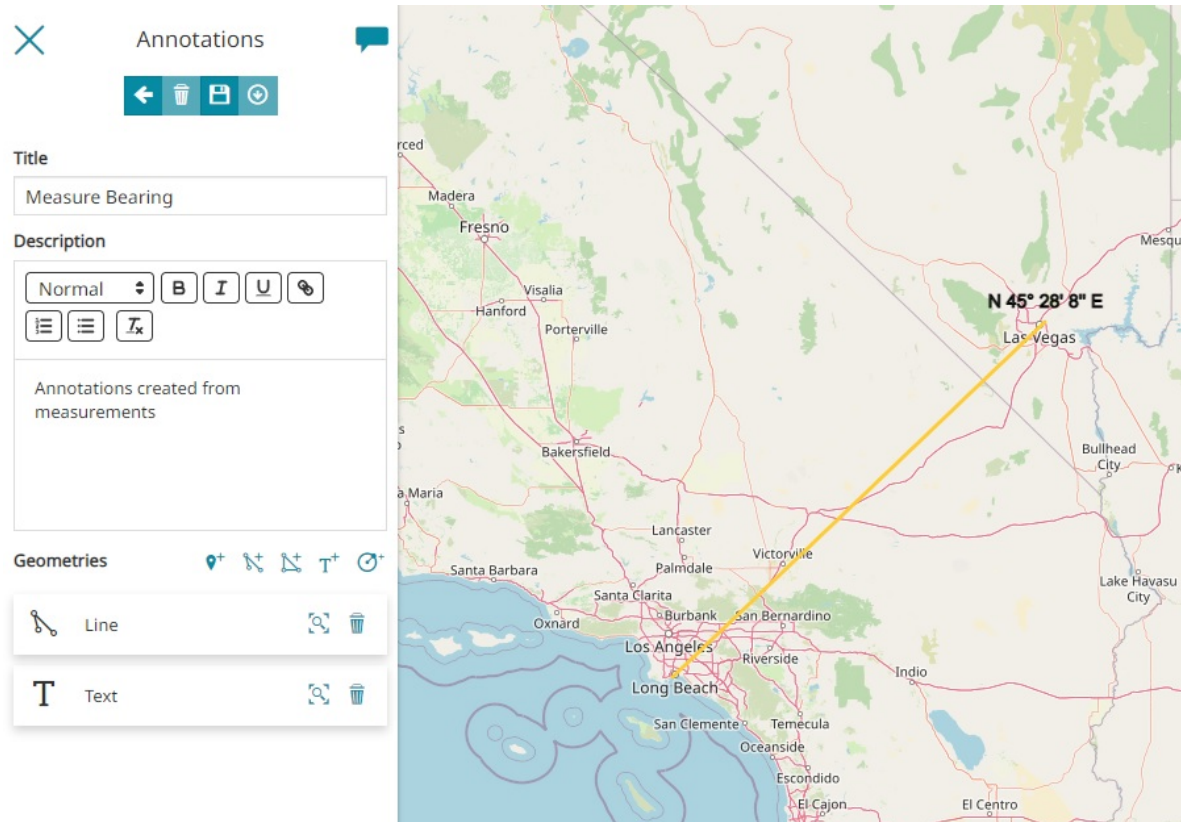 Annotations
Title
Measure Bearing
Description
Normal
B I U
Annotations created from
measurements
Geometries
T+
Line
T Text
rced
Madera
Fresno
Visalia
Hanford
Porterville
Mesqu
N 45° 28' 8" E
Las Vegas
s
Bakersfield
Bullhead
City
K
a Maria
Lancaster
Palmdale
Victorville
Santa Barbara
Santa Clarita
Lake Havasu
City
Oxnard
Burbank
San Bernardino
Los Angeles
Riverside
Long Beach
Indio
San Clemente
Temecula
Oceanside
Escondido
El Cajon
El Centro